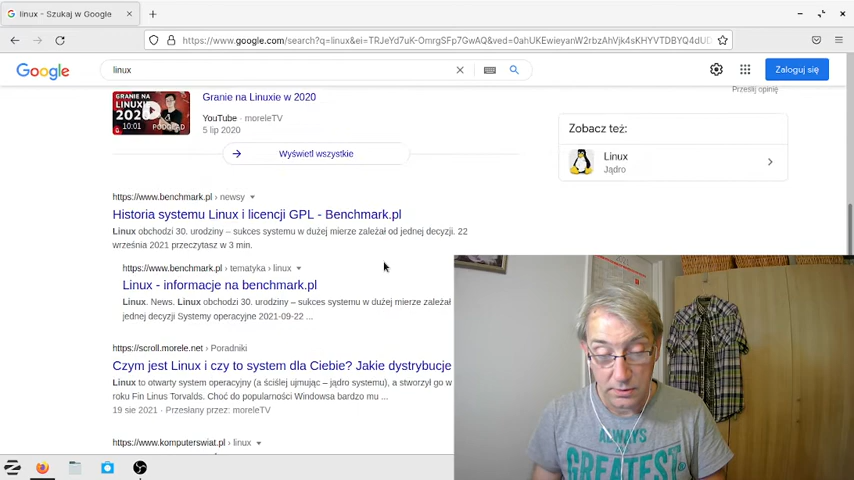 linux - Szukaj w Google
https://www.google.com/search?q=linux&ei=TRJeYd7uK-OmrgSFp7GwAQ&ved=0ahUKEwieyanW2rbzAhVjk4sKHYVTDBYQ4dUD
Google
linux
Zaloguj się
Prześlij opinię
GRANIE NA
LINUXIE
2020
10:01
Granie na Linuxie w 2020
YouTube · moreleTV
5 lip 2020
Wyświetl wszystkie
Zobacz też:
Linux
Jądro
https://www.benchmark.pl › newsy
Historia systemu Linux i licencji GPL - Benchmark.pl
Linux obchodzi 30. urodziny – sukces systemu w dużej mierze zależał od jednej decyzji. 22
września 2021 przeczytasz w 3 min.
https://www.benchmark.pl › tematyka › linux
Linux - informacje na benchmark.pl
Linux. News. Linux obchodzi 30. urodziny – sukces systemu w dużej mierze zależał
jednej decyzji Systemy operacyjne 2021-09-22 ...
https://scroll.morele.net › Poradniki
Czym jest Linux i czy to system dla Ciebie? Jakie dystrybucje
Linux to otwarty system operacyjny (a ściślej ujmując – jądro systemu), a stworzył go w
roku Fin Linus Torvalds. Choć do popularności Windowsa bardzo mu ...
19 sie 2021 · Przesłany przez: moreleTV
https://www.komputerswiat.pl › linux
ALWAYS
GREATEST